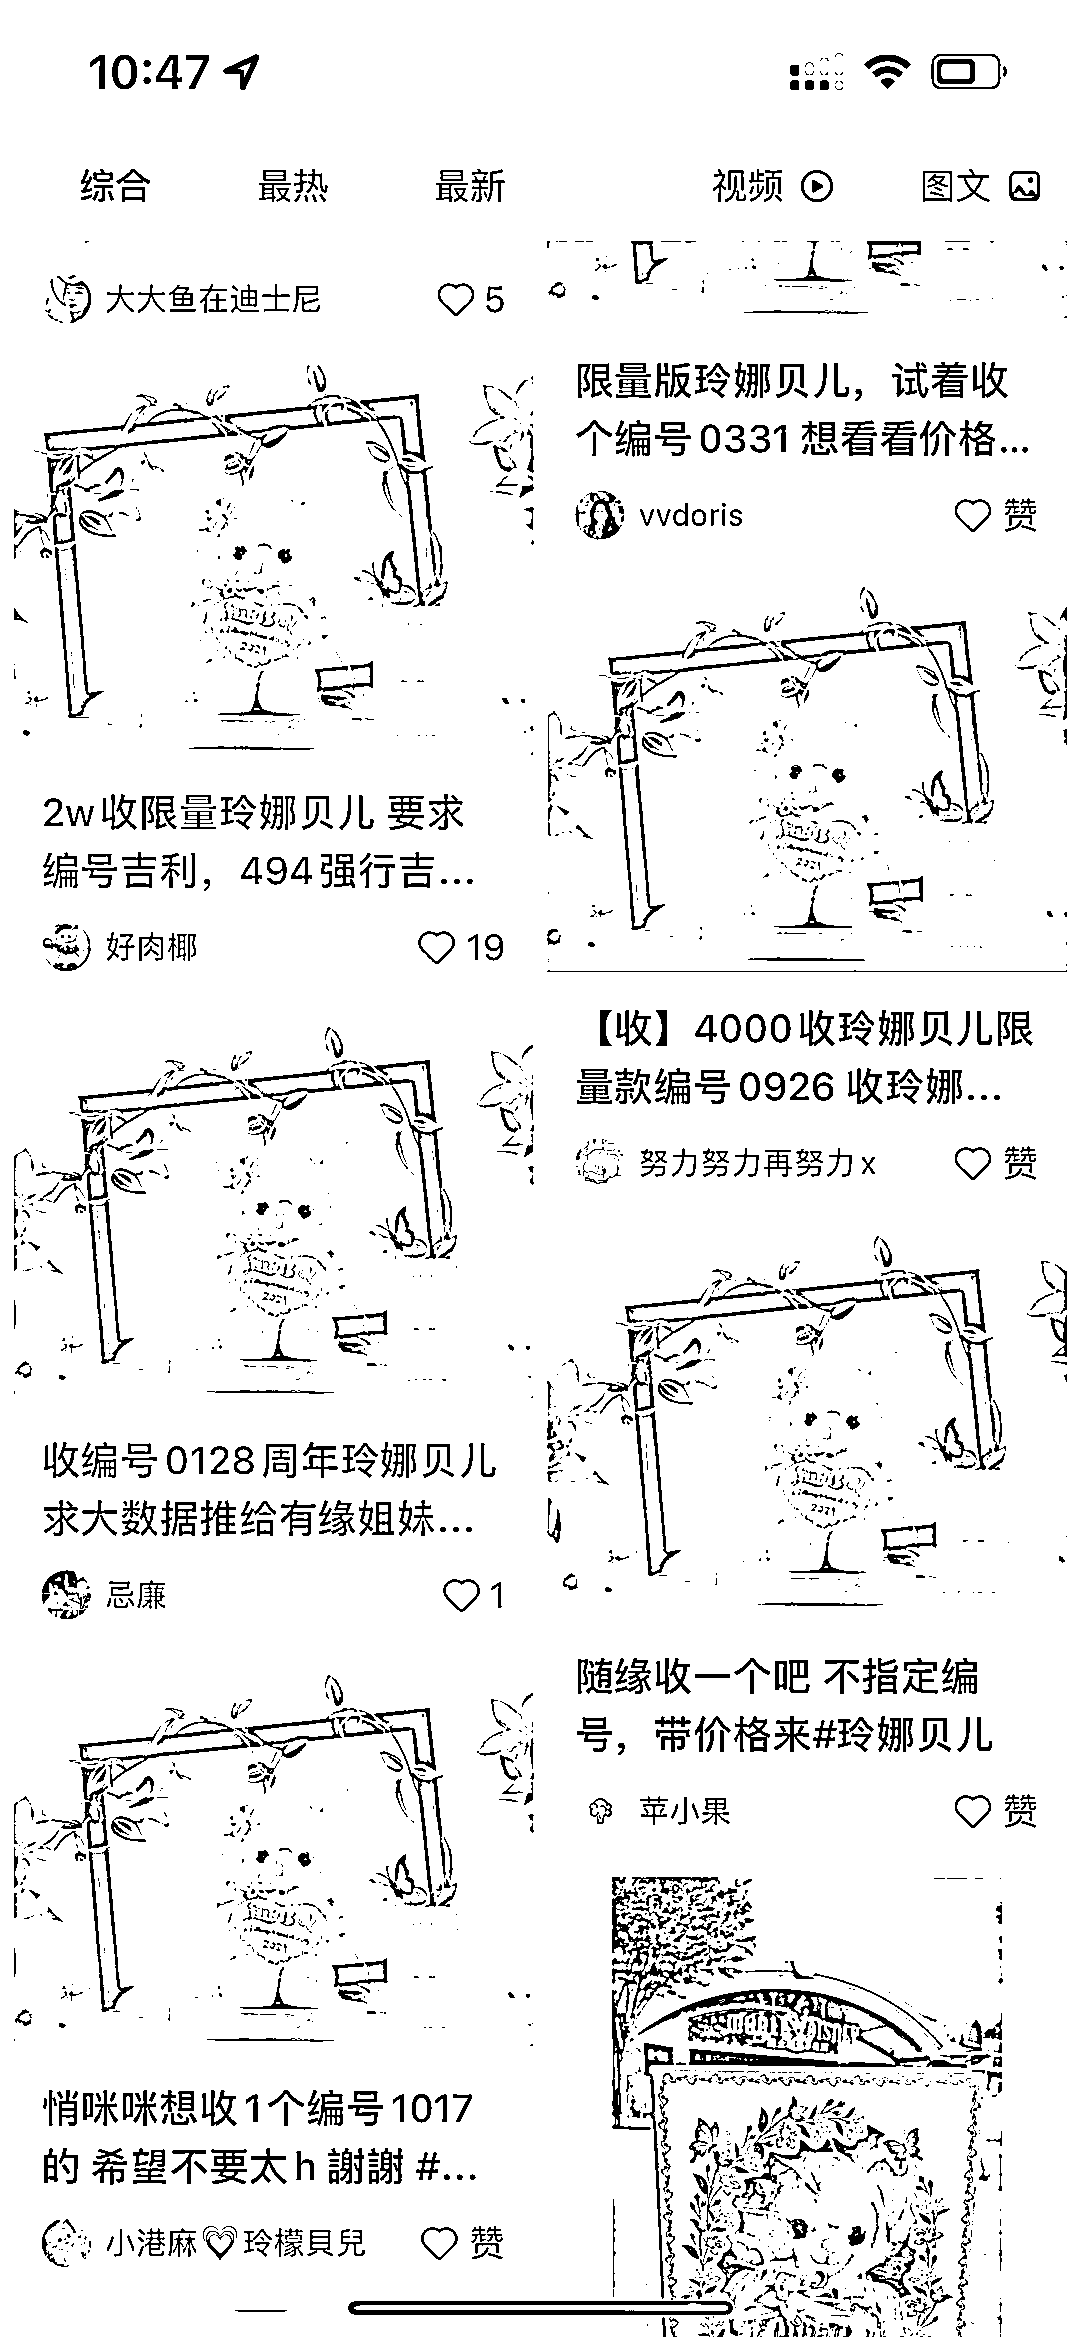 10:47
综合 最热 最新 视频 图文
大大鱼在迪士尼 5
2021
2w收限量玲娜贝儿 要求
编号吉利，494强行吉...
好肉椰 19
2021
收编号0128周年玲娜贝儿
求大数据推给有缘姐妹...
忌廉 1
2021
悄咪咪想收1个编号1017
的 希望不要太h 謝謝 #...
小港麻♡玲檬貝兒 赞
限量版玲娜贝儿，试着收
个编号0331想看看价格...
vvdoris 赞
2021
【收】4000收玲娜贝儿限
量款编号0926 收玲娜...
努力努力再努力x 赞
2021
随缘收一个吧 不指定编
号，带价格来#玲娜贝儿
苹小果 赞